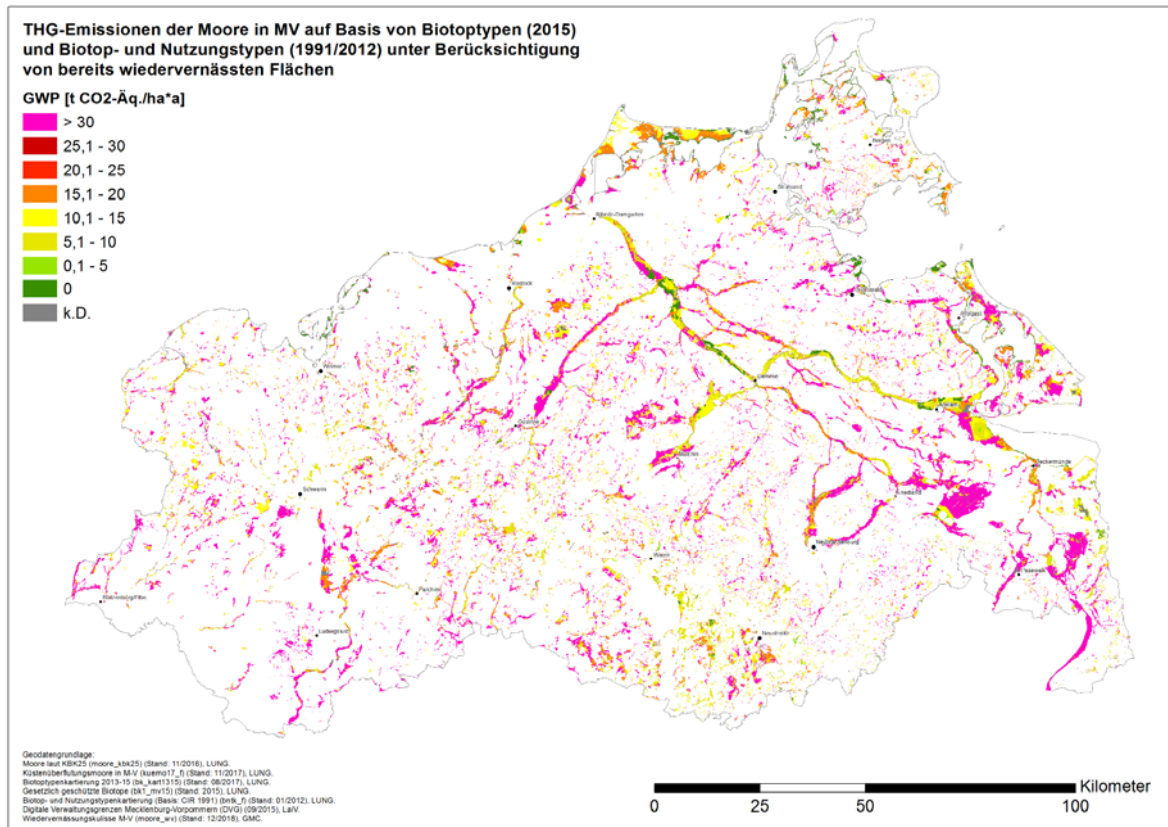 THG-Emissionen der Moore in MV auf Basis von Biotoptypen (2015)
und Biotop- und Nutzungstypen (1991/2012) unter Berücksichtigung
von bereits wiedervernässten Flächen
GWP [t CO2-Äq./ha*a]
> 30
25,1 - 30
20,1 - 25
15,1 - 20
10,1 - 15
5,1 - 10
0,1 - 5
0
k.D.
Bergen
Stralsund
Ribnitz-Damgarten
Rostock
Greifswald
Wolgast
Wismar
Demmin
Anklam
Güstrow
Malchin
Ueckermünde
Schwerin
Friedland
Neubrandenburg
Waren
Pasewalk
Parchim
Ludwigslust
Neustrelitz
Geodatengrundlage:
Moore laut KBK25 (moore_kbk25) (Stand: 11/2016), LUNG.
Küstenüberflutungsmoore in M-V (kuemo17_f) (Stand: 11/2017), LUNG.
Biotoptypenkartierung 2013-15 (bk_kart1315) (Stand: 08/2017), LUNG.
Gesetzlich geschützte Biotope (bk1_mv15) (Stand: 2015), LUNG.
Biotop- und Nutzungstypenkartierung (Basis: CIR 1991) (bntk_f) (Stand: 01/2012), LUNG.
Digitale Verwaltungsgrenzen Mecklenburg-Vorpommern (DVG) (09/2015), LaiV.
Wiedervernässungskulisse M-V (moore_wv) (Stand: 12/2018), GMC.
Kilometer
0 25 50 100